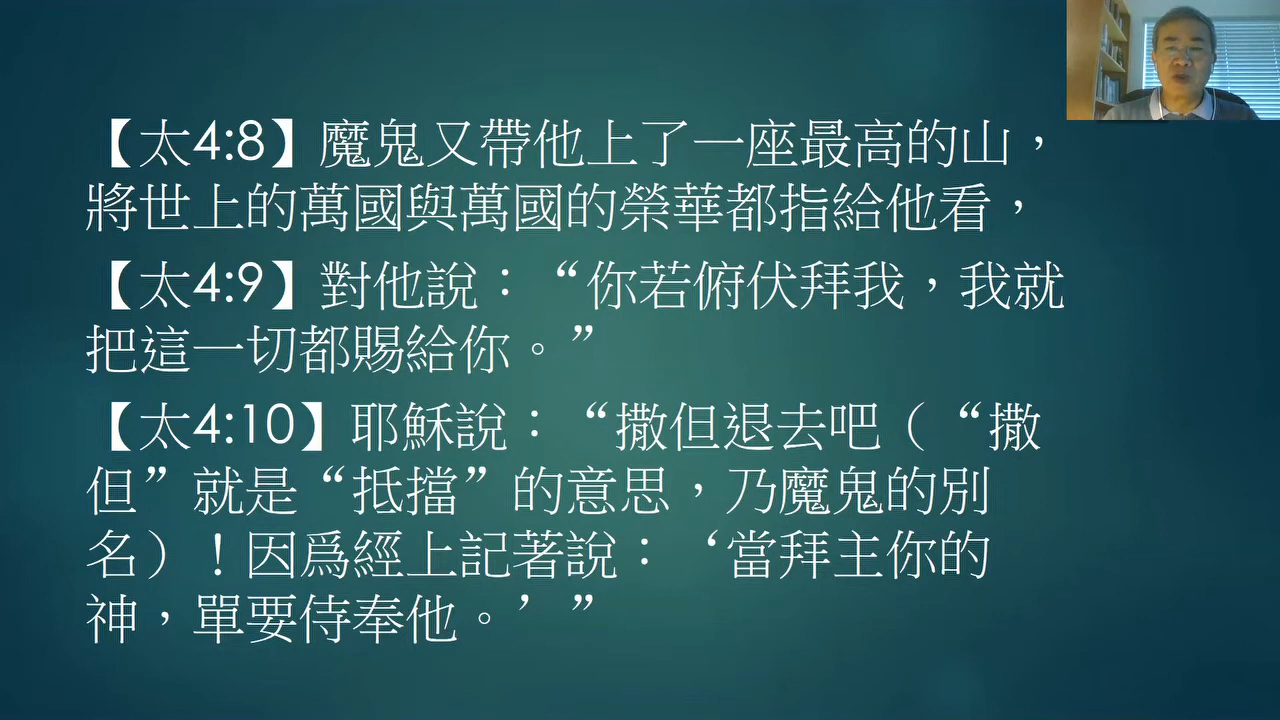 【太4:8】魔鬼又帶他上了一座最高的山，
將世上的萬國與萬國的榮華都指給他看，
【太4:9】對他說：“你若俯伏拜我，我就
把這一切都賜給你。”
【太4:10】耶穌說：“撒但退去吧（“撒
但”就是“抵擋”的意思，乃魔鬼的別
名）！因爲經上記著說：‘當拜主你的
神，單要侍奉他。’”